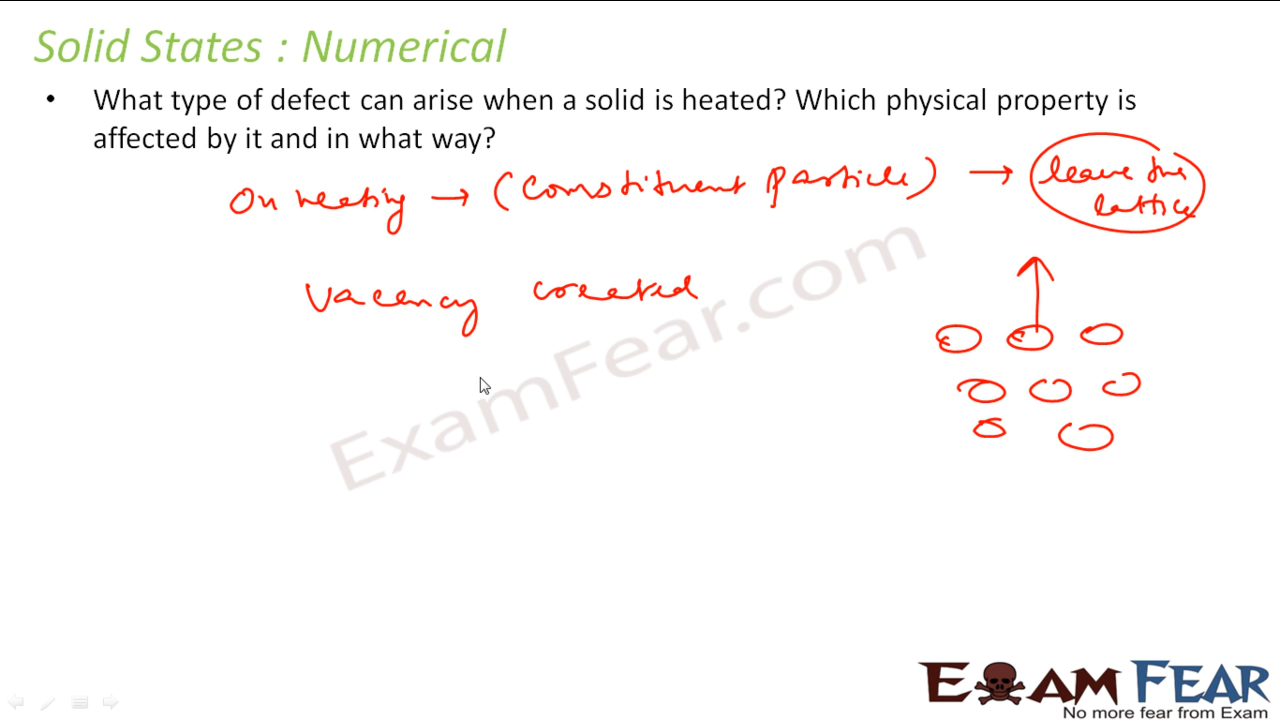 Solid States : Numerical
• What type of defect can arise when a solid is heated? Which physical property is
affected by it and in what way?
On heating → (Constituent Particle) → leave the
lattice
Vacancy created
ExamFear.com
EXAM FEAR
No more fear from Exam